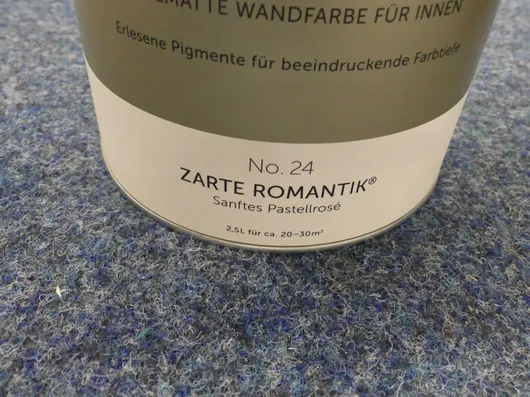 WANDFARBE FÜR INNEN
Erlesene Pigmente für beeindruckende Farbtiefe
No. 24
ZARTE ROMANTIK®
Sanftes Pastellrosé
2,5L für ca. 20–30m²